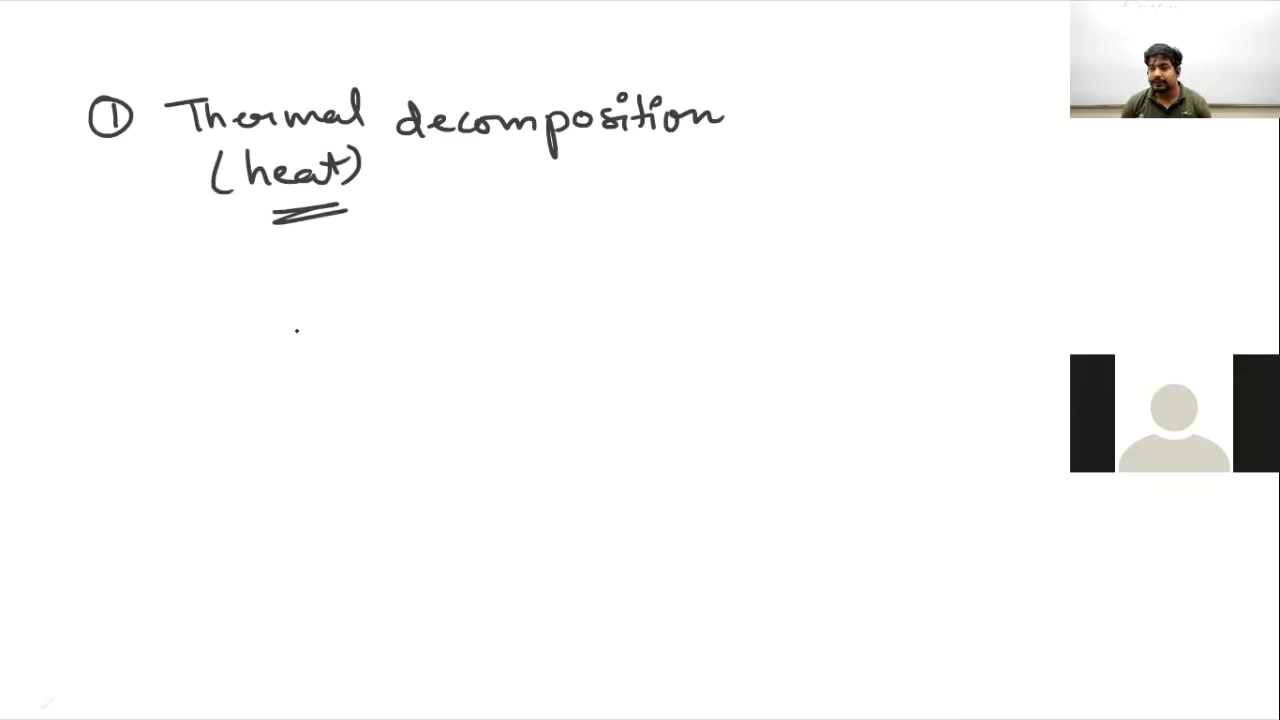 ① Thermal decomposition
(heat)